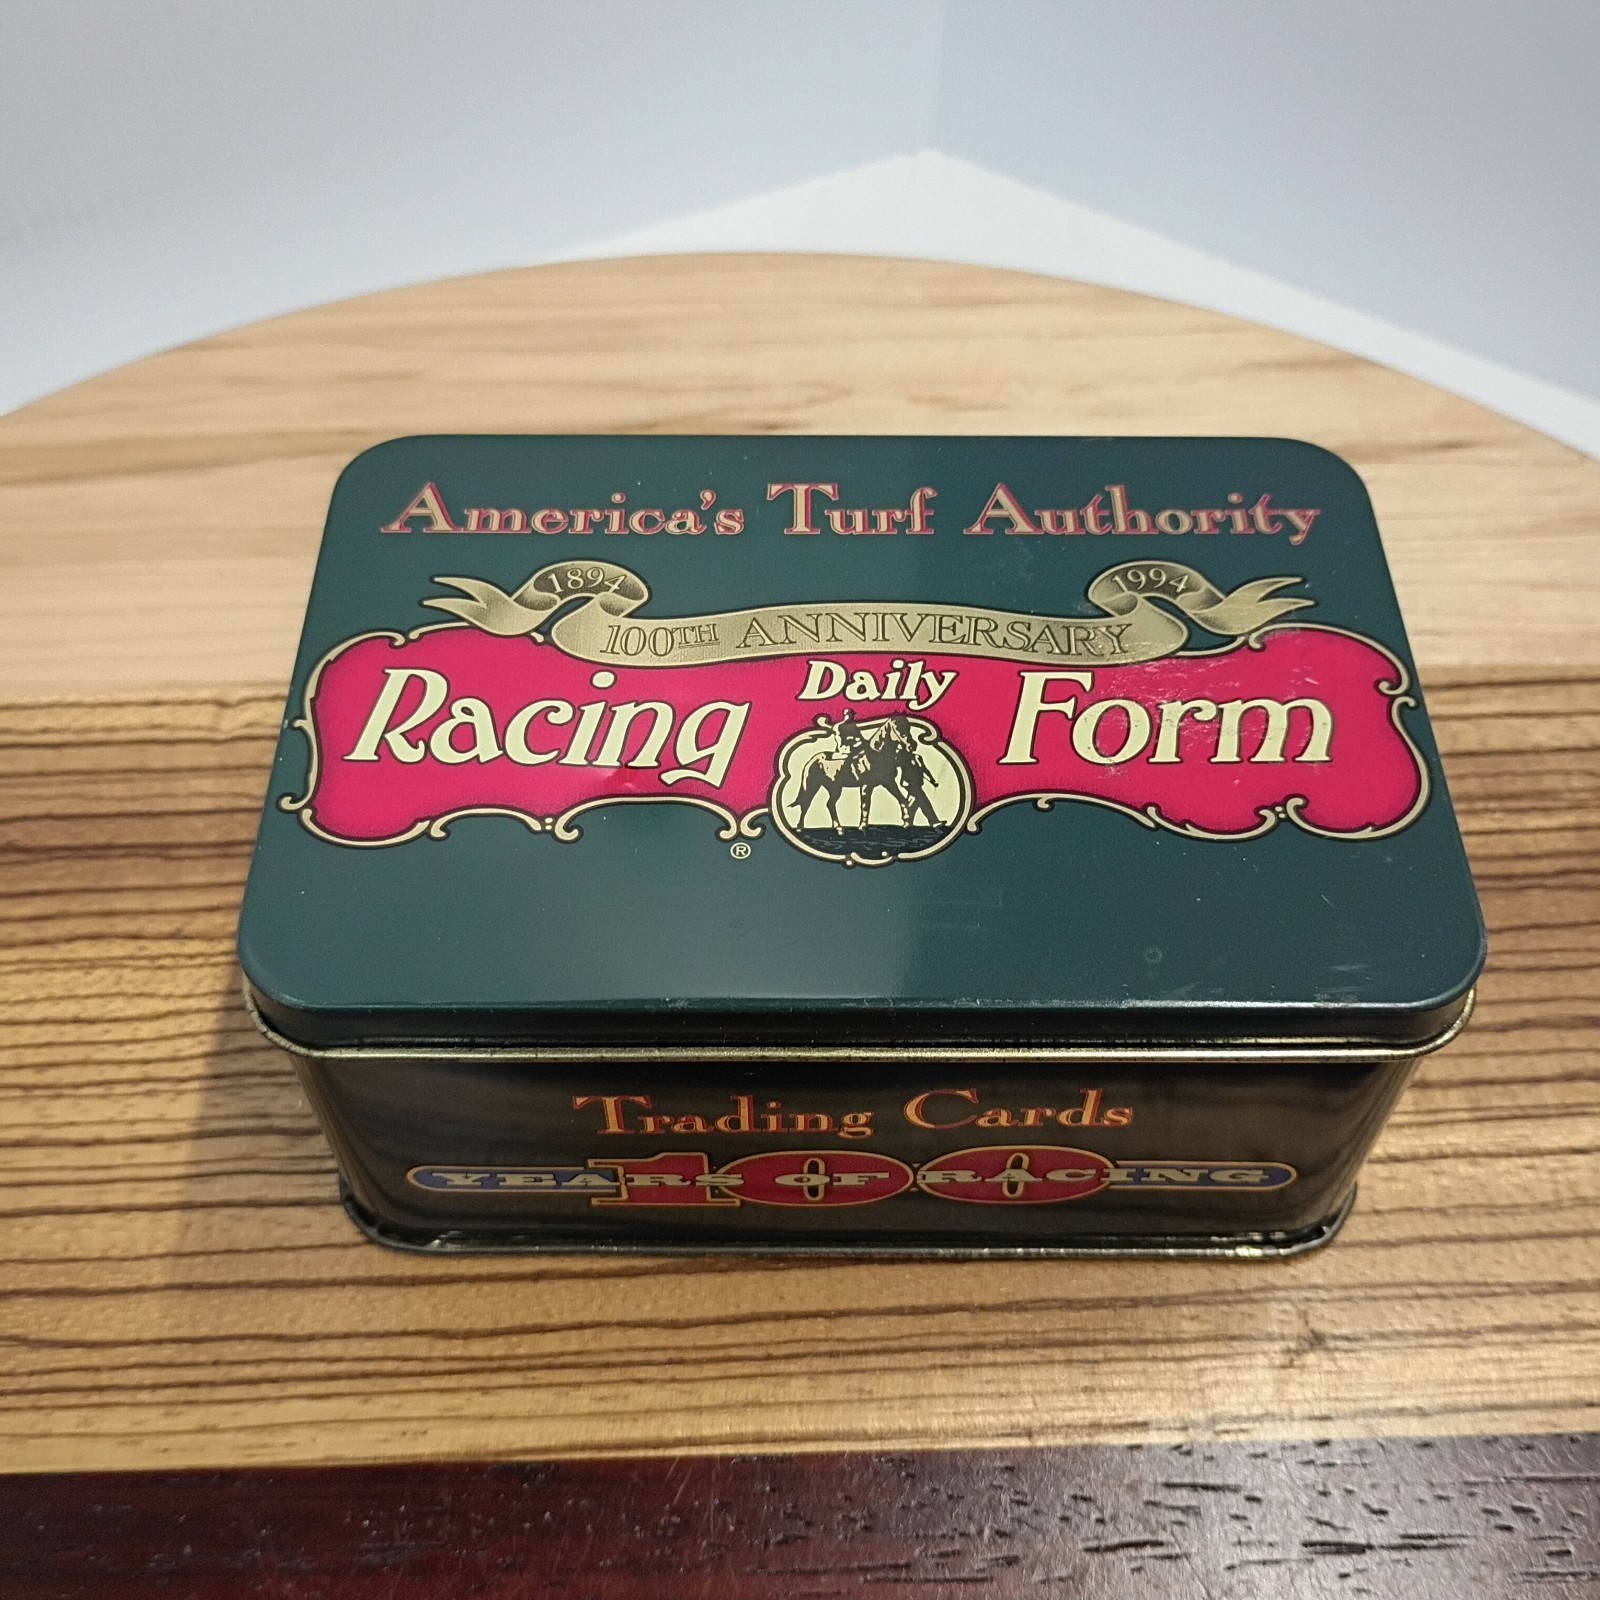 America's Turf Authority
1894 1994
100TH ANNIVERSARY
Daily
Racing Form
®
Trading Cards
100
YEARS OF RACING